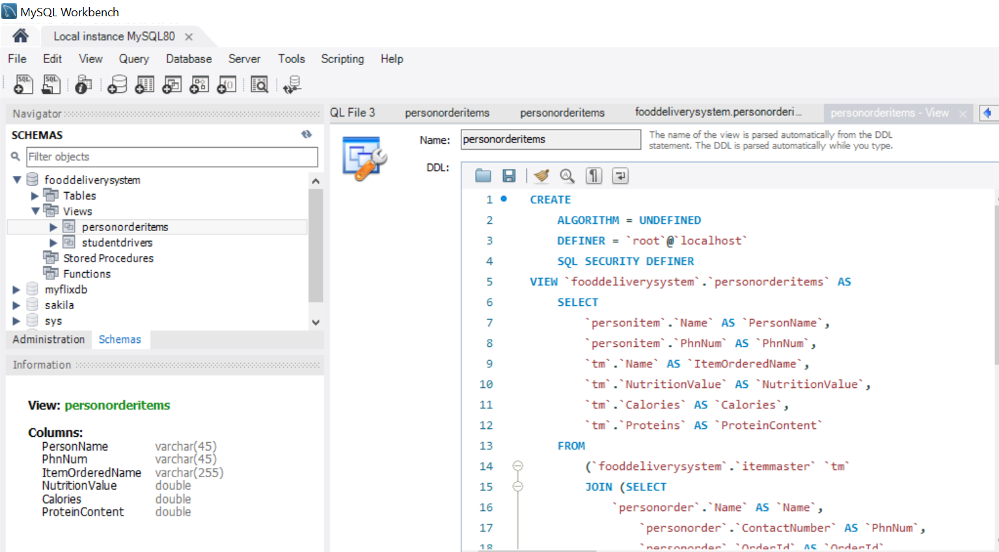 MySQL Workbench
Local instance MySQL80
File Edit View Query Database Server Tools Scripting Help
SQL SQL
Navigator
SCHEMAS
Filter objects
fooddeliverysystem
Tables
Views
personorderitems
studentdrivers
Stored Procedures
Functions
myflixdb
sakila
sys
Administration Schemas
Information
View: personorderitems
Columns:
PersonName varchar(45)
PhnNum varchar(45)
ItemOrderedName varchar(255)
NutritionValue double
Calories double
ProteinContent double
QL File 3 personorderitems personorderitems fooddeliverysystem.personorderi... personorderitems - View
Name: personorderitems
The name of the view is parsed automatically from the DDL
statement. The DDL is parsed automatically while you type.
DDL:
1 CREATE
2 ALGORITHM = UNDEFINED
3 DEFINER = `root`@`localhost`
4 SQL SECURITY DEFINER
5 VIEW `fooddeliverysystem`.`personorderitems` AS
6 SELECT
7 `personitem`.`Name` AS `PersonName`,
8 `personitem`.`PhnNum` AS `PhnNum`,
9 `tm`.`Name` AS `ItemOrderedName`,
10 `tm`.`NutritionValue` AS `NutritionValue`,
11 `tm`.`Calories` AS `Calories`,
12 `tm`.`Proteins` AS `ProteinContent`
13 FROM
14 (`fooddeliverysystem`.`itemmaster` `tm`
15 JOIN (SELECT
16 `personorder`.`Name` AS `Name`,
17 `personorder`.`ContactNumber` AS `PhnNum`,
18 `personorder`.`OrderId` AS `OrderId`